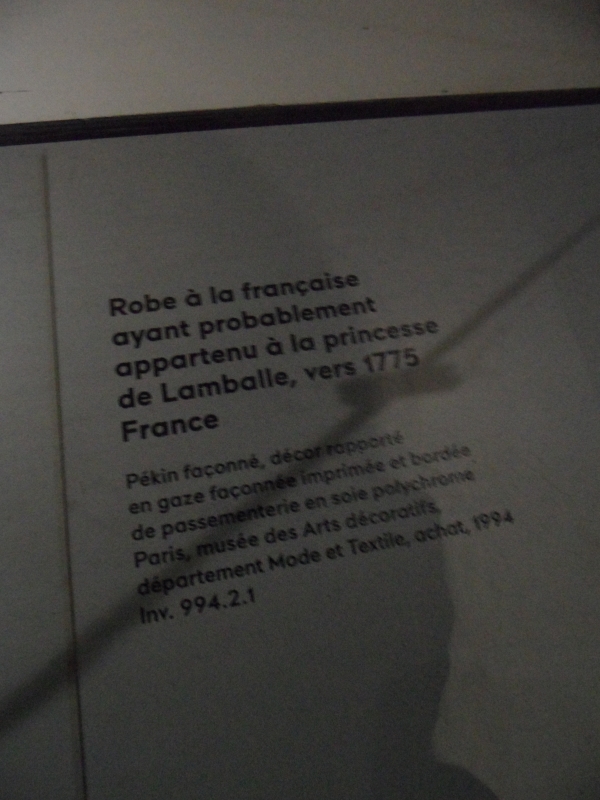 Robe à la française
ayant probablement
appartenu à la princesse
de Lamballe, vers 1775
France
Pékin façonné, décor rapporté
en gaze façonnée imprimée et bordée
de passementerie en soie polychrome
Paris, musée des Arts décoratifs,
département Mode et Textile, achat, 1994
Inv. 994.2.1